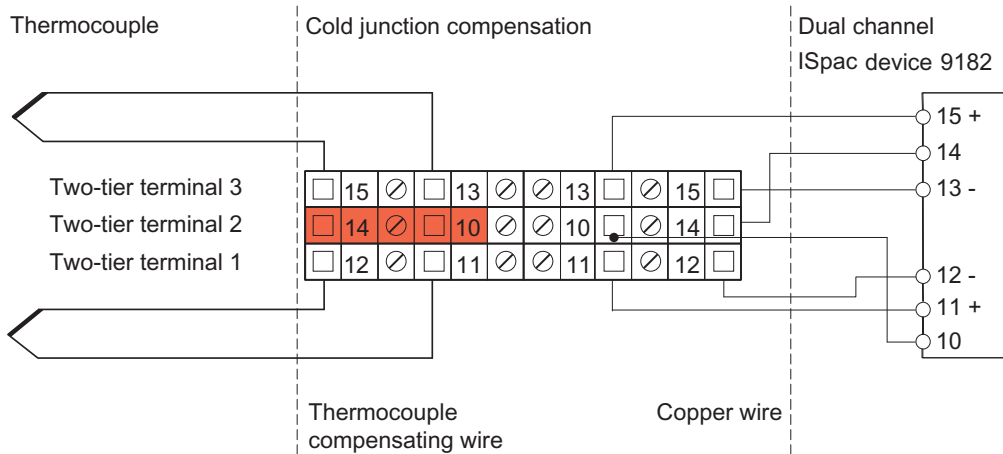 Thermocouple
Cold junction compensation
Dual channel
ISpac device 9182
15 +
14
13 -
12 -
11 +
10
Two-tier terminal 3
15 13 13 15
Two-tier terminal 2
14 10 10 14
Two-tier terminal 1
12 11 11 12
Thermocouple
compensating wire
Copper wire